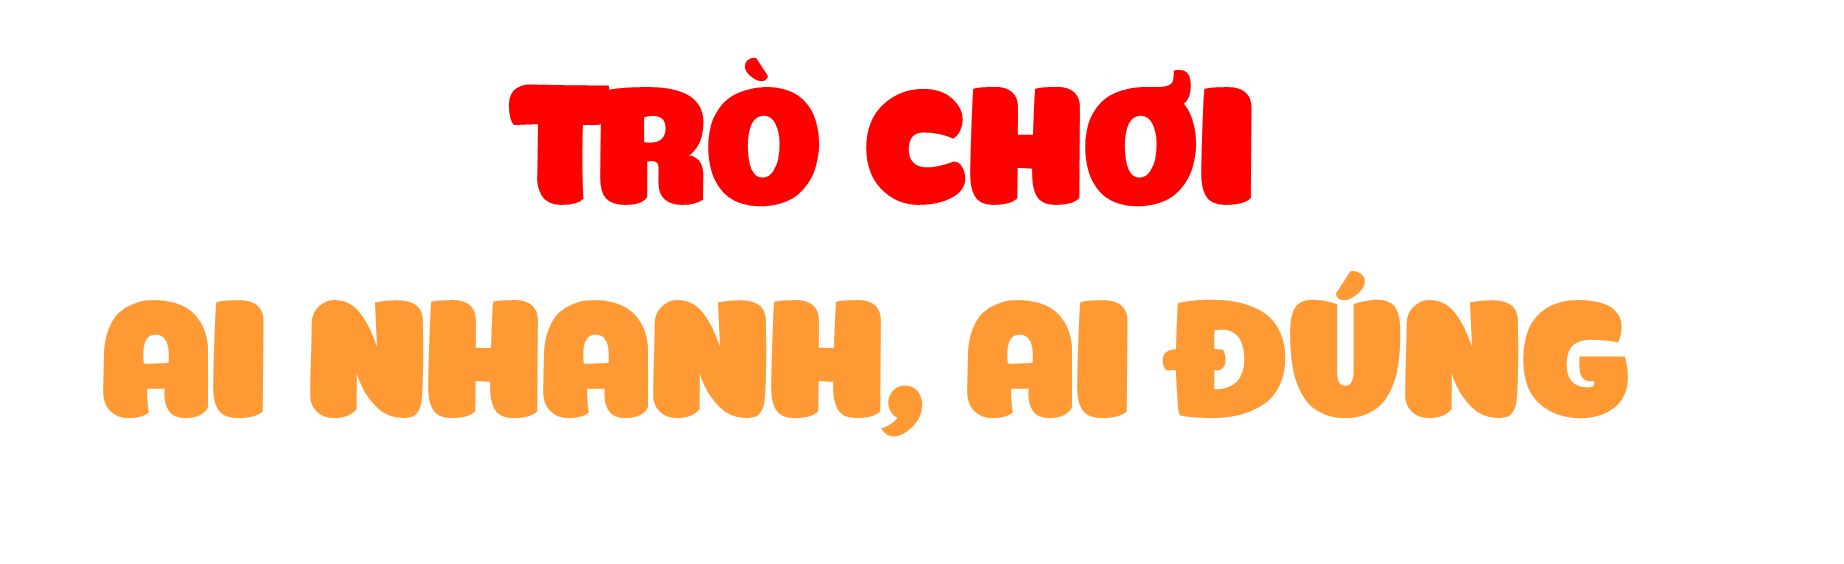 TRÒ CHƠI
AI NHANH, AI ĐÚNG